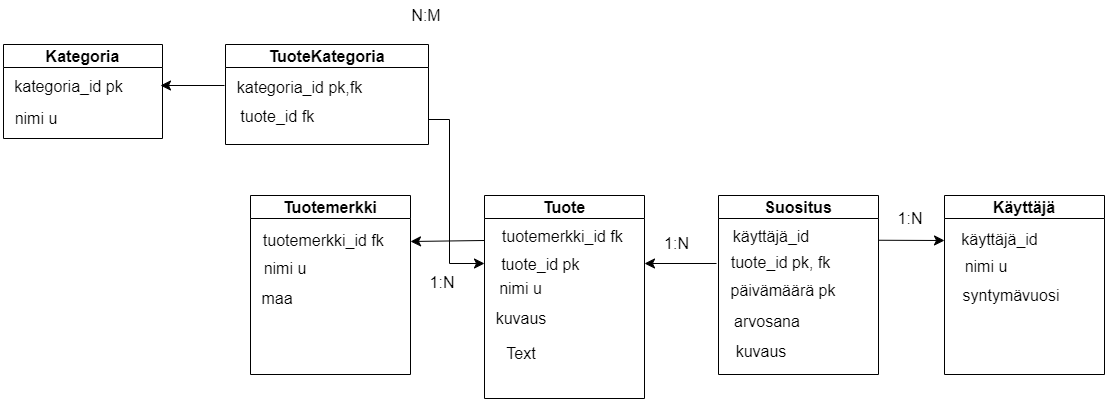 N:M
Kategoria
kategoria_id pk
nimi u
TuoteKategoria
kategoria_id pk,fk
tuote_id fk
Tuotemerkki
tuotemerkki_id fk
nimi u
maa
1:N
Tuote
tuotemerkki_id fk
tuote_id pk
nimi u
kuvaus
Text
1:N
Suositus
käyttäjä_id
tuote_id pk, fk
päivämäärä pk
arvosana
kuvaus
1:N
Käyttäjä
käyttäjä_id
nimi u
syntymävuosi